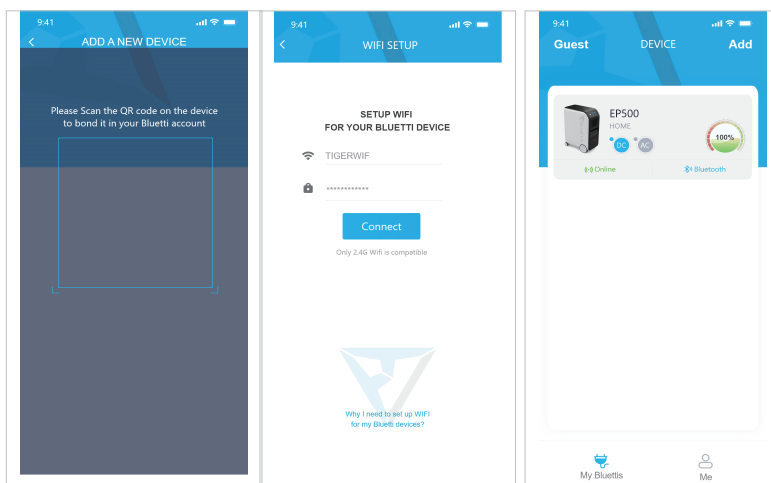 9:41
ADD A NEW DEVICE
Please Scan the QR code on the device
to bond it in your Bluetti account
9:41
WIFI SETUP
SETUP WIFI
FOR YOUR BLUETTI DEVICE
TIGERWIF
************
Connect
Only 2.4G Wifi is compatible
Why I need to set up WIFI
for my Bluetti devices?
9:41
Guest DEVICE Add
EP500
HOME
DC AC
100%
Online Bluetooth
My Bluettis Me